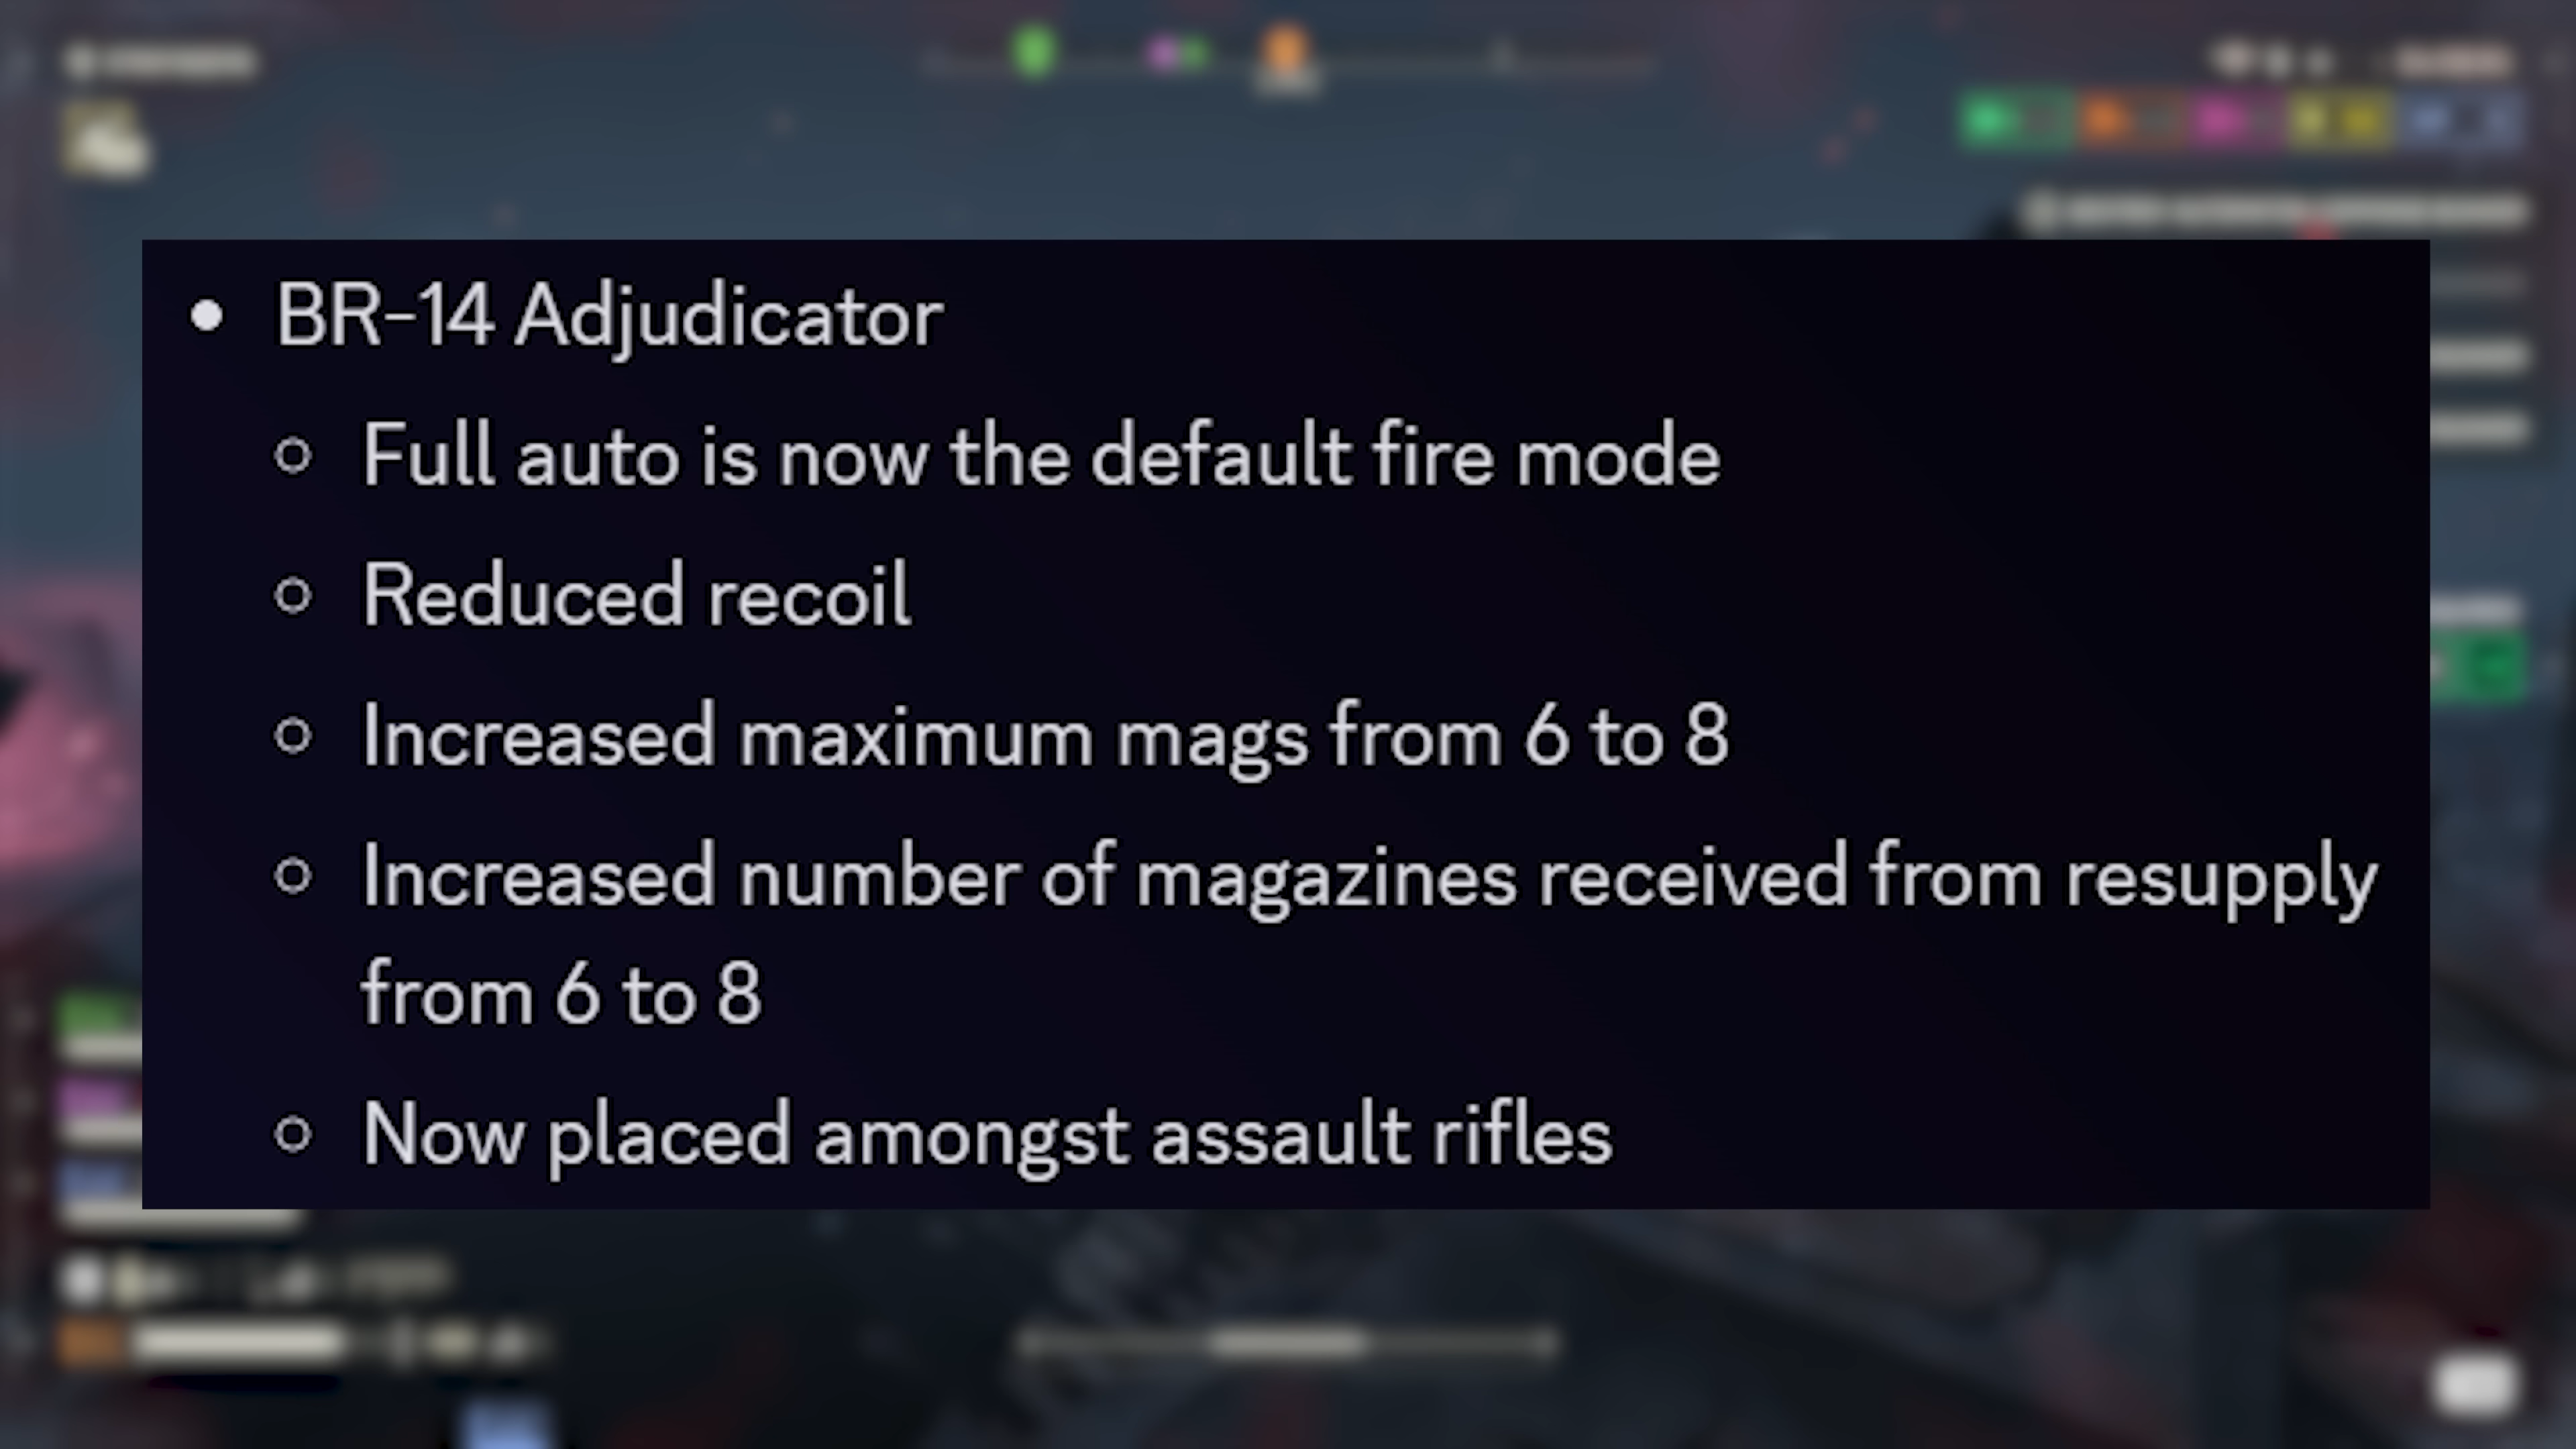 BR-14 Adjudicator
Full auto is now the default fire mode
Reduced recoil
Increased maximum mags from 6 to 8
Increased number of magazines received from resupply
from 6 to 8
Now placed amongst assault rifles